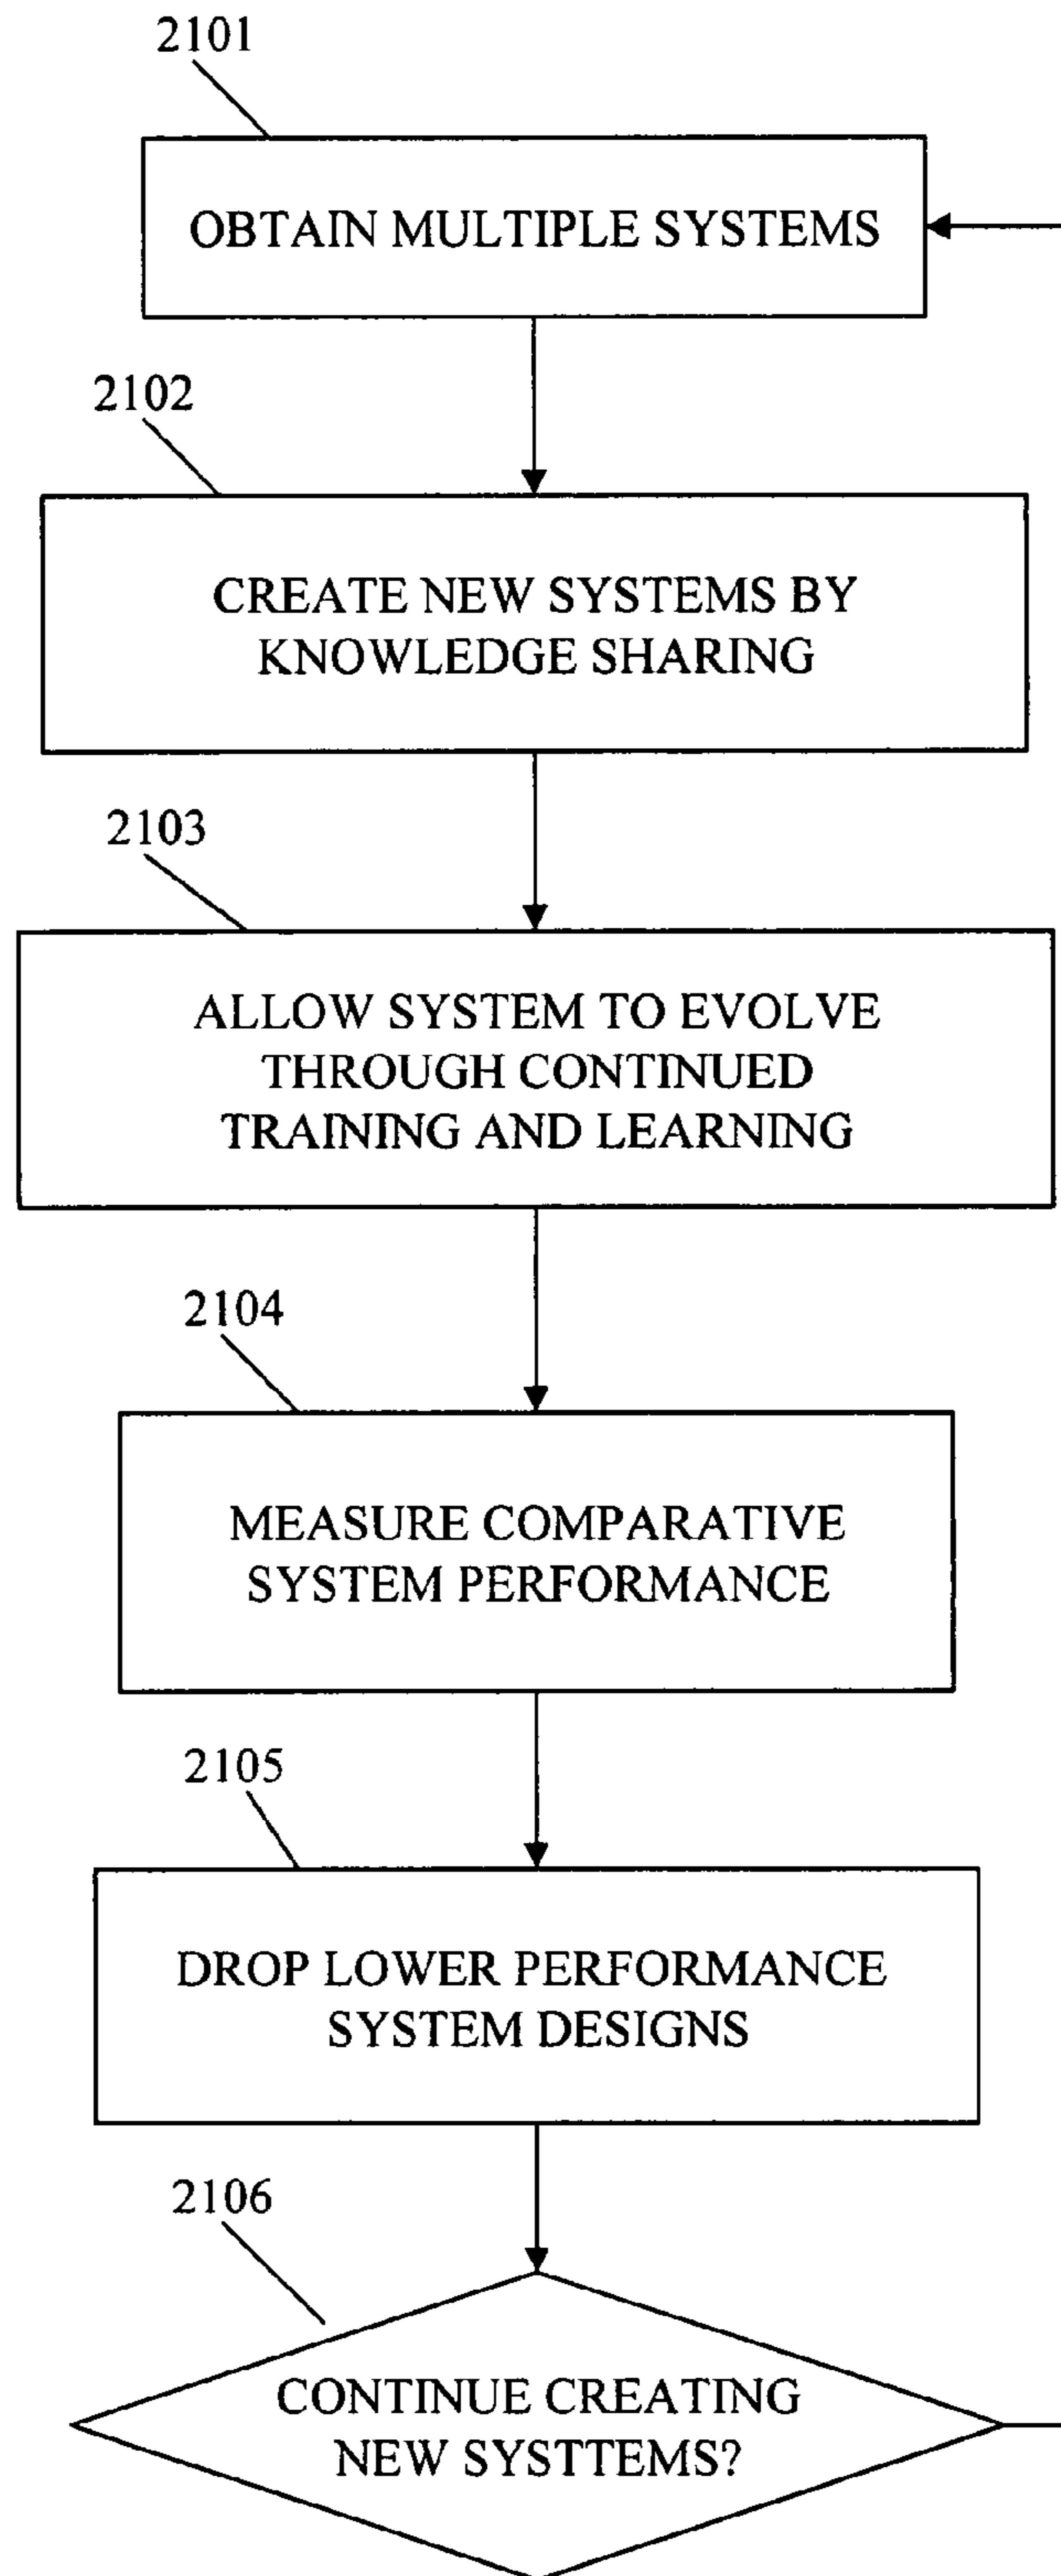 2101
OBTAIN MULTIPLE SYSTEMS
2102
CREATE NEW SYSTEMS BY
KNOWLEDGE SHARING
2103
ALLOW SYSTEM TO EVOLVE
THROUGH CONTINUED
TRAINING AND LEARNING
2104
MEASURE COMPARATIVE
SYSTEM PERFORMANCE
2105
DROP LOWER PERFORMANCE
SYSTEM DESIGNS
2106
CONTINUE CREATING
NEW SYSTTEMS?